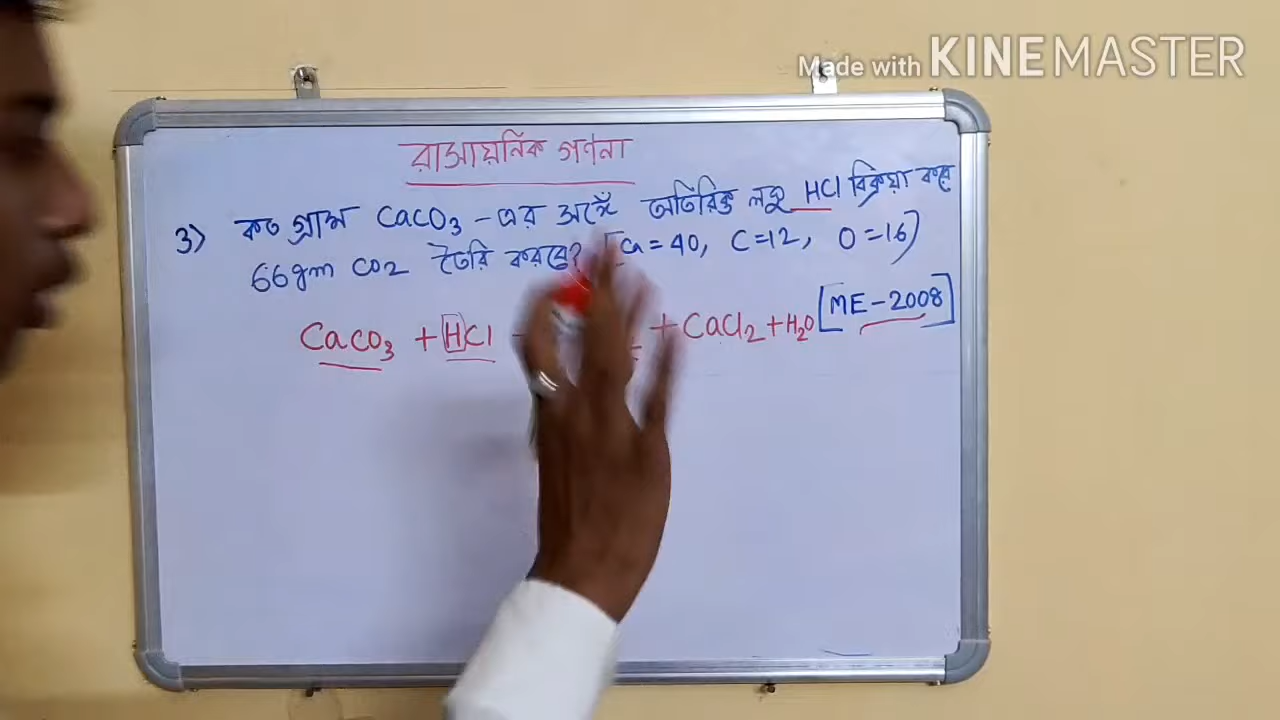 Made with KINEMASTER
রাসায়নিক গণনা
3) কত গ্রাম CaCO3 -এর সঙ্গে অতিরিক্ত লঘু HCl বিক্রিয়া করে
66gm CO2 তৈরি করবে? [Ca = 40, C=12, O=16]
[ME-2008]
CaCO3 + HCl + CaCl2 + H2O